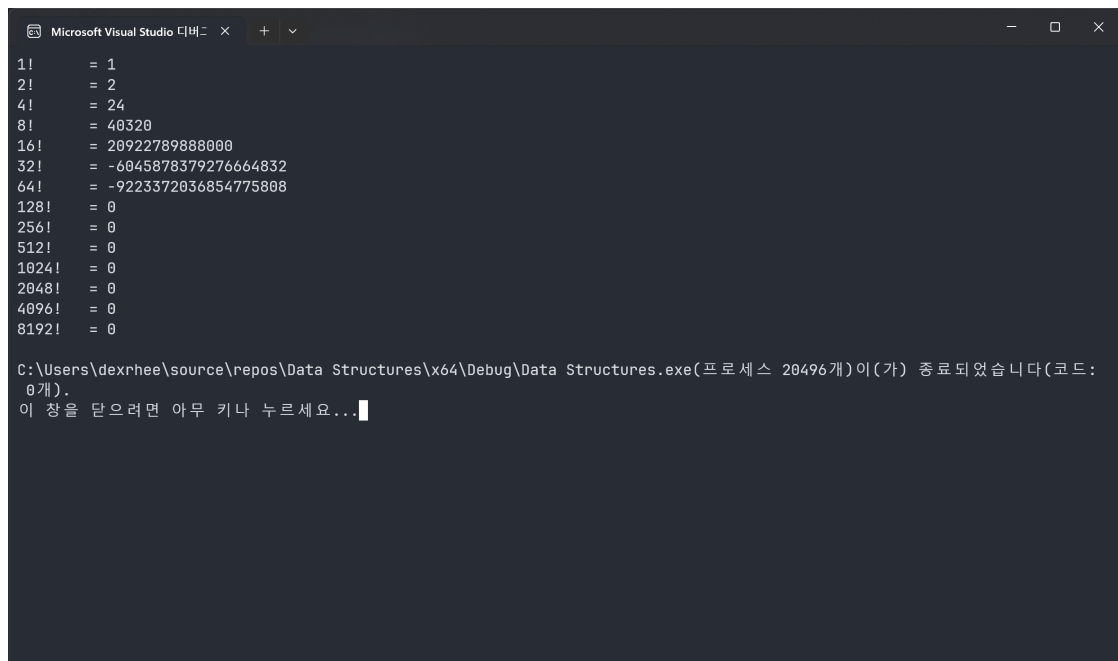 Microsoft Visual Studio 디버그
1! = 1
2! = 2
4! = 24
8! = 40320
16! = 20922789888000
32! = -6045878379276664832
64! = -9223372036854775808
128! = 0
256! = 0
512! = 0
1024! = 0
2048! = 0
4096! = 0
8192! = 0
C:\Users\dexrhee\source\repos\Data Structures\x64\Debug\Data Structures.exe(프로세스 20496개)이(가) 종료되었습니다(코드:
0개).
이 창을 닫으려면 아무 키나 누르세요...